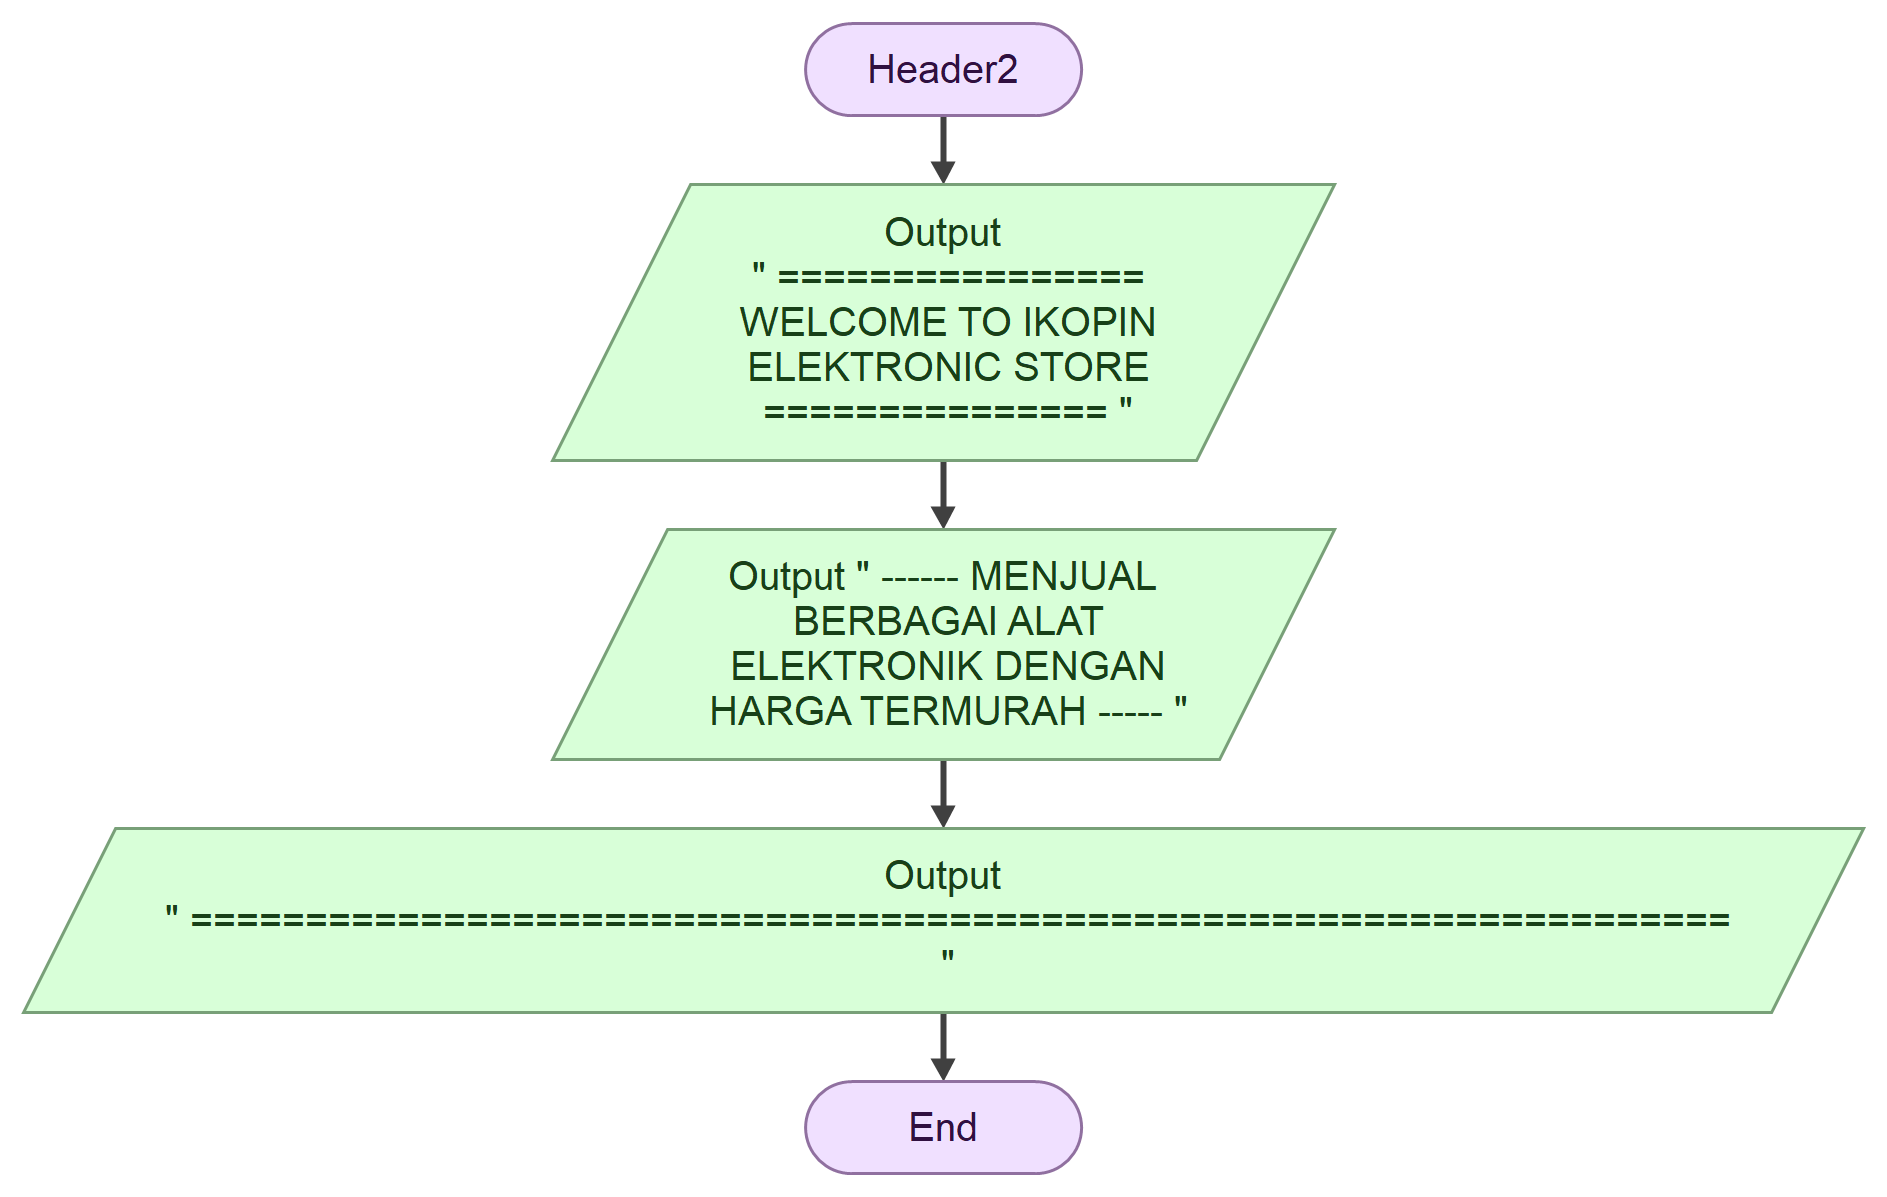 Header2
Output
" ================
WELCOME TO IKOPIN
ELEKTRONIC STORE
=============== "
Output " ------ MENJUAL
BERBAGAI ALAT
ELEKTRONIK DENGAN
HARGA TERMURAH ----- "
Output
" ===================================================================
"
End